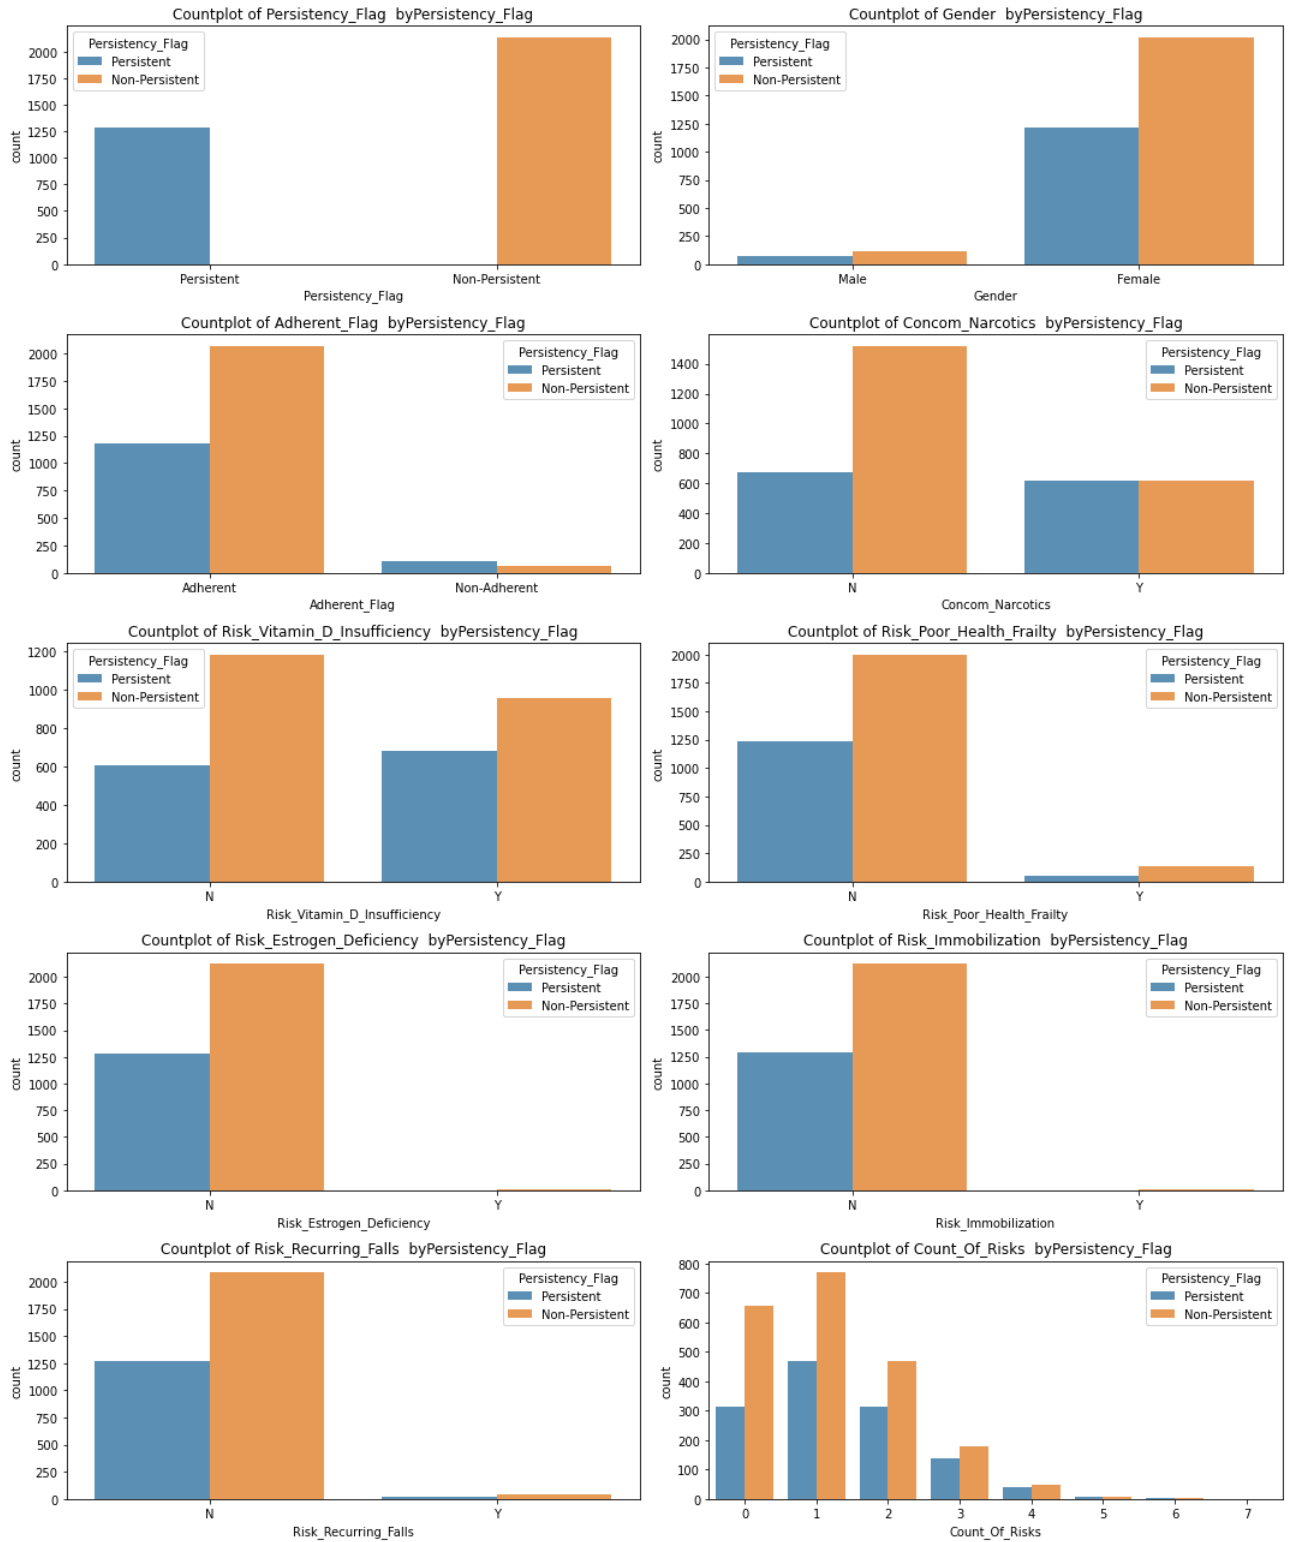 Countplot of Persistency_Flag  byPersistency_Flag
Persistency_Flag
Persistent
Non-Persistent
count
2000
1750
1500
1250
1000
750
500
250
0
Persistent
Non-Persistent
Persistency_Flag
Countplot of Gender  byPersistency_Flag
Persistency_Flag
Persistent
Non-Persistent
count
2000
1750
1500
1250
1000
750
500
250
0
Male
Female
Gender
Countplot of Adherent_Flag  byPersistency_Flag
Persistency_Flag
Persistent
Non-Persistent
count
2000
1750
1500
1250
1000
750
500
250
0
Adherent
Non-Adherent
Adherent_Flag
Countplot of Concom_Narcotics  byPersistency_Flag
Persistency_Flag
Persistent
Non-Persistent
count
1400
1200
1000
800
600
400
200
0
N
Y
Concom_Narcotics
Countplot of Risk_Vitamin_D_Insufficiency  byPersistency_Flag
Persistency_Flag
Persistent
Non-Persistent
count
1200
1000
800
600
400
200
0
N
Y
Risk_Vitamin_D_Insufficiency
Countplot of Risk_Poor_Health_Frailty  byPersistency_Flag
Persistency_Flag
Persistent
Non-Persistent
count
2000
1750
1500
1250
1000
750
500
250
0
N
Y
Risk_Poor_Health_Frailty
Countplot of Risk_Estrogen_Deficiency  byPersistency_Flag
Persistency_Flag
Persistent
Non-Persistent
count
2000
1750
1500
1250
1000
750
500
250
0
N
Y
Risk_Estrogen_Deficiency
Countplot of Risk_Immobilization  byPersistency_Flag
Persistency_Flag
Persistent
Non-Persistent
count
2000
1750
1500
1250
1000
750
500
250
0
N
Y
Risk_Immobilization
Countplot of Risk_Recurring_Falls  byPersistency_Flag
Persistency_Flag
Persistent
Non-Persistent
count
2000
1750
1500
1250
1000
750
500
250
0
N
Y
Risk_Recurring_Falls
Countplot of Count_Of_Risks  byPersistency_Flag
Persistency_Flag
Persistent
Non-Persistent
count
800
700
600
500
400
300
200
100
0
0 1 2 3 4 5 6 7
Count_Of_Risks